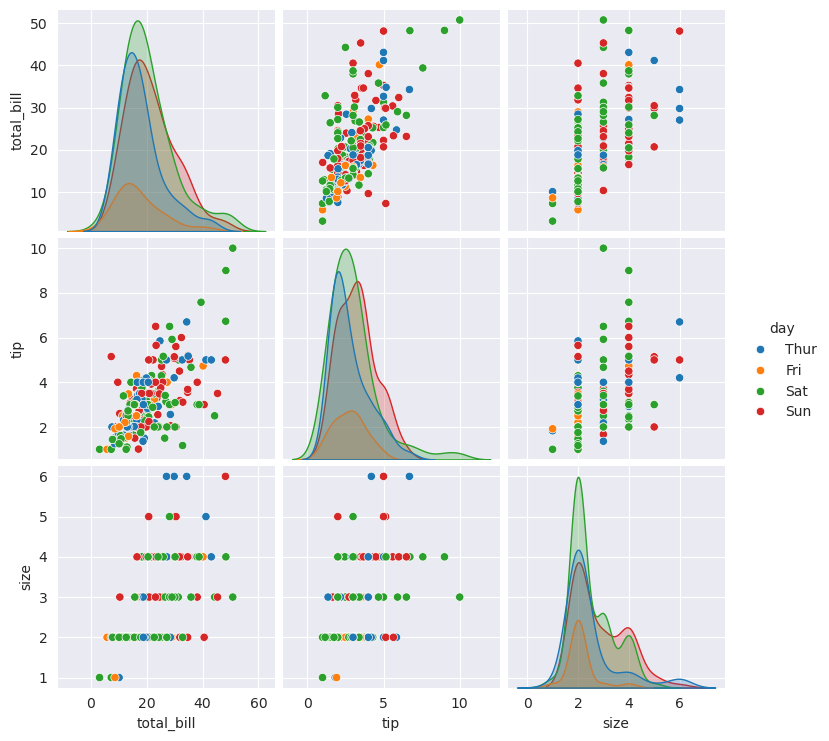 50
40
30
20
10
total_bill
10
8
6
4
2
tip
day
Thur
Fri
Sat
Sun
6
5
4
3
2
1
size
0 20 40 60
0 5 10
0 2 4 6
total_bill tip size